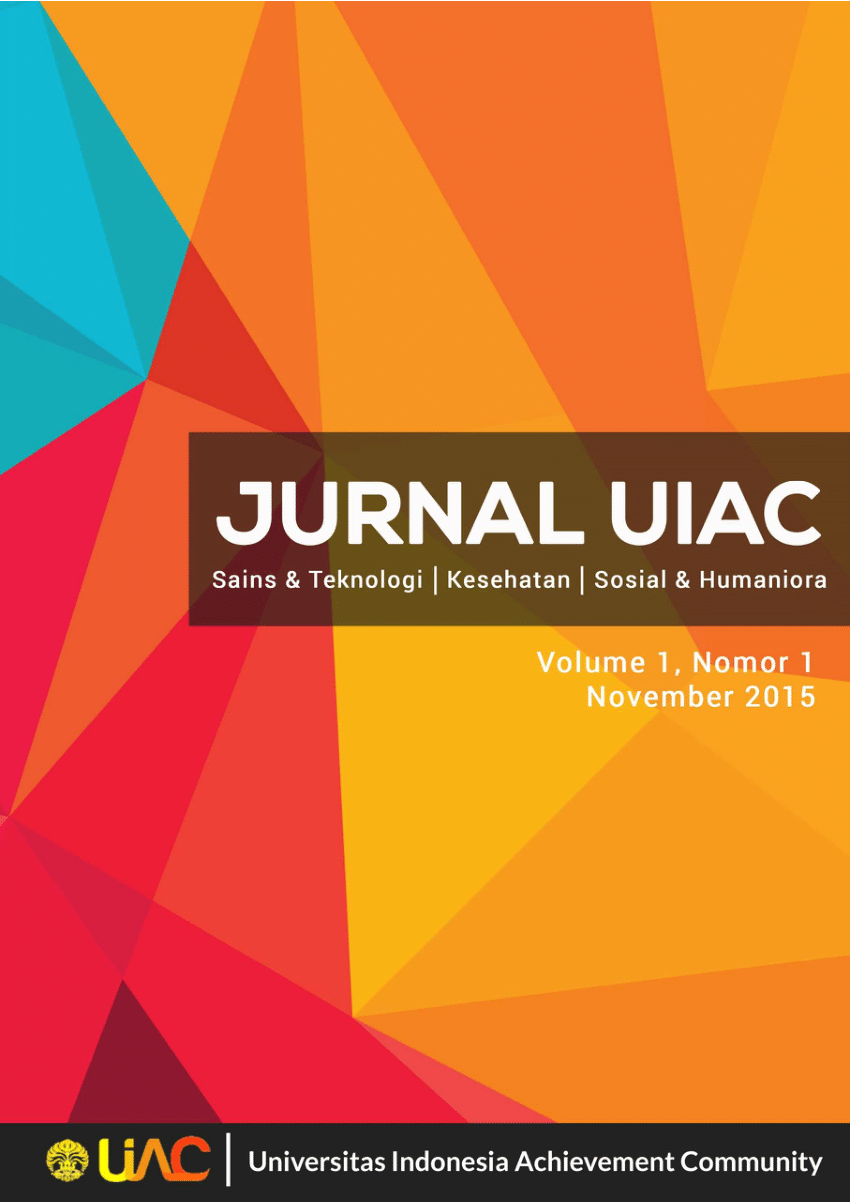 JURNAL UIAC
Sains & Teknologi | Kesehatan | Sosial & Humaniora
Volume 1, Nomor 1
November 2015
UiAC | Universitas Indonesia Achievement Community